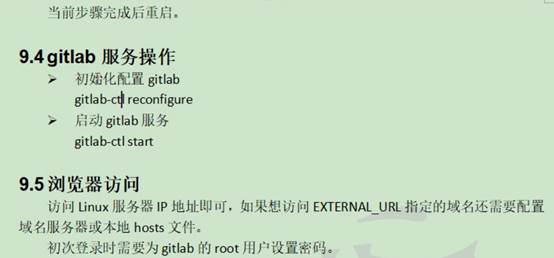 当前步骤完成后重启。
9.4 gitlab 服务操作
➢ 初始化配置 gitlab
gitlab-ctl reconfigure
➢ 启动 gitlab 服务
gitlab-ctl start
9.5 浏览器访问
访问 Linux 服务器 IP 地址即可，如果想访问 EXTERNAL_URL 指定的域名还需要配置
域名服务器或本地 hosts 文件。
初次登录时需要为 gitlab 的 root 用户设置密码。